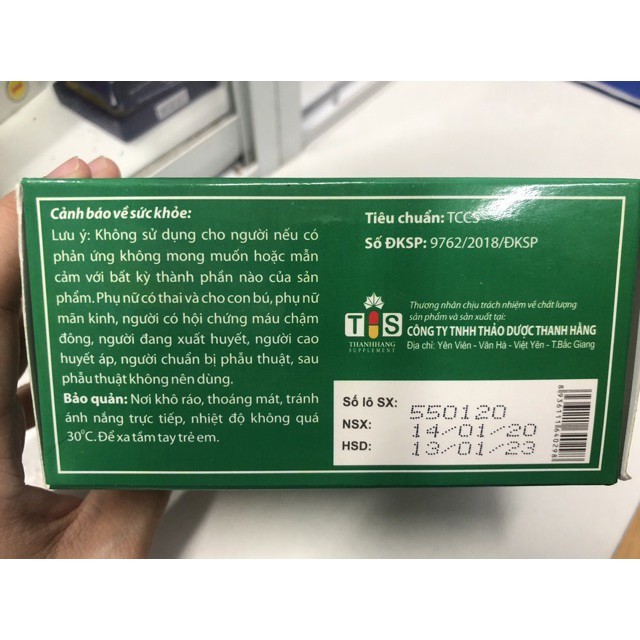 Cảnh báo về sức khỏe:
Lưu ý: Không sử dụng cho người nếu có
phản ứng không mong muốn hoặc mẫn
cảm với bất kỳ thành phần nào của sản
phẩm. Phụ nữ có thai và cho con bú, phụ nữ
mãn kinh, người có hội chứng máu chậm
đông, người đang xuất huyết, người cao
huyết áp, người chuẩn bị phẫu thuật, sau
phẫu thuật không nên dùng.
Bảo quản: Nơi khô ráo, thoáng mát, tránh
ánh nắng trực tiếp, nhiệt độ không quá
30°C. Để xa tầm tay trẻ em.
Tiêu chuẩn: TCCS
Số ĐKSP: 9762/2018/ĐKSP
TIS
THANHHANG
SUPPLEMENT
Thương nhân chịu trách nhiệm về chất lượng
sản phẩm và sản xuất tại:
CÔNG TY TNHH THẢO DƯỢC THANH HẰNG
Địa chỉ: Yên Viên - Vân Hà - Việt Yên - T.Bắc Giang
Số lô SX: 550120
NSX: 14/01/20
HSD: 13/01/23
8936111640298